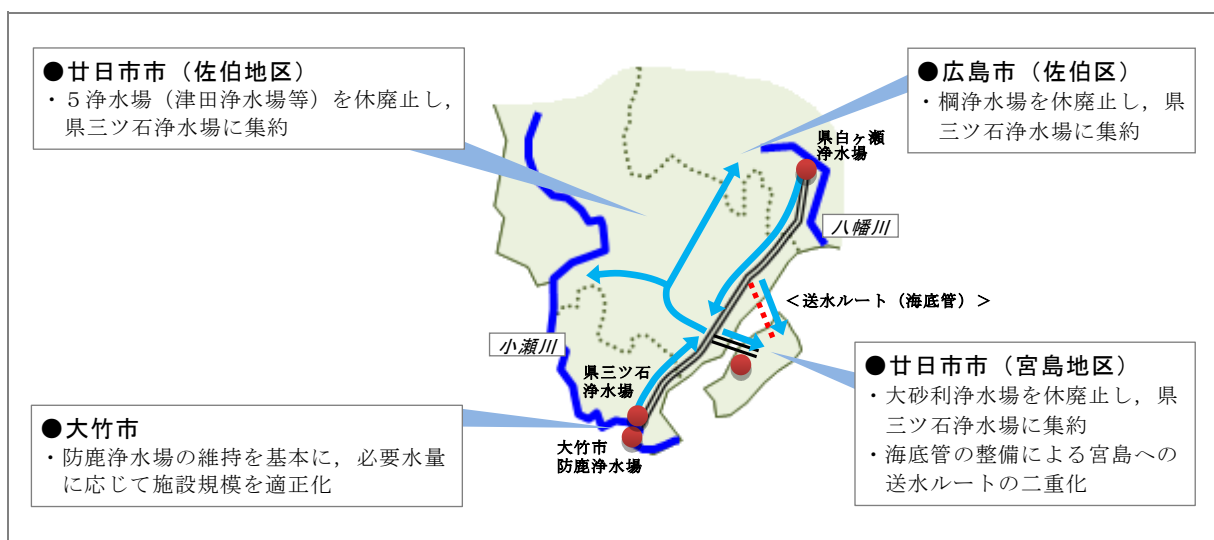 ●廿日市市（佐伯地区）
・５浄水場（津田浄水場等）を休廃止し，
県三ツ石浄水場に集約
●広島市（佐伯区）
・椆浄水場を休廃止し，県
三ツ石浄水場に集約
県白ヶ瀬
浄水場
八幡川
＜送水ルート（海底管）＞
小瀬川
県三ツ石
浄水場
●廿日市市（宮島地区）
・大砂利浄水場を休廃止し，県
三ツ石浄水場に集約
・海底管の整備による宮島への
送水ルートの二重化
●大竹市
・防鹿浄水場の維持を基本に，必要水量
に応じて施設規模を適正化
大竹市
防鹿浄水場